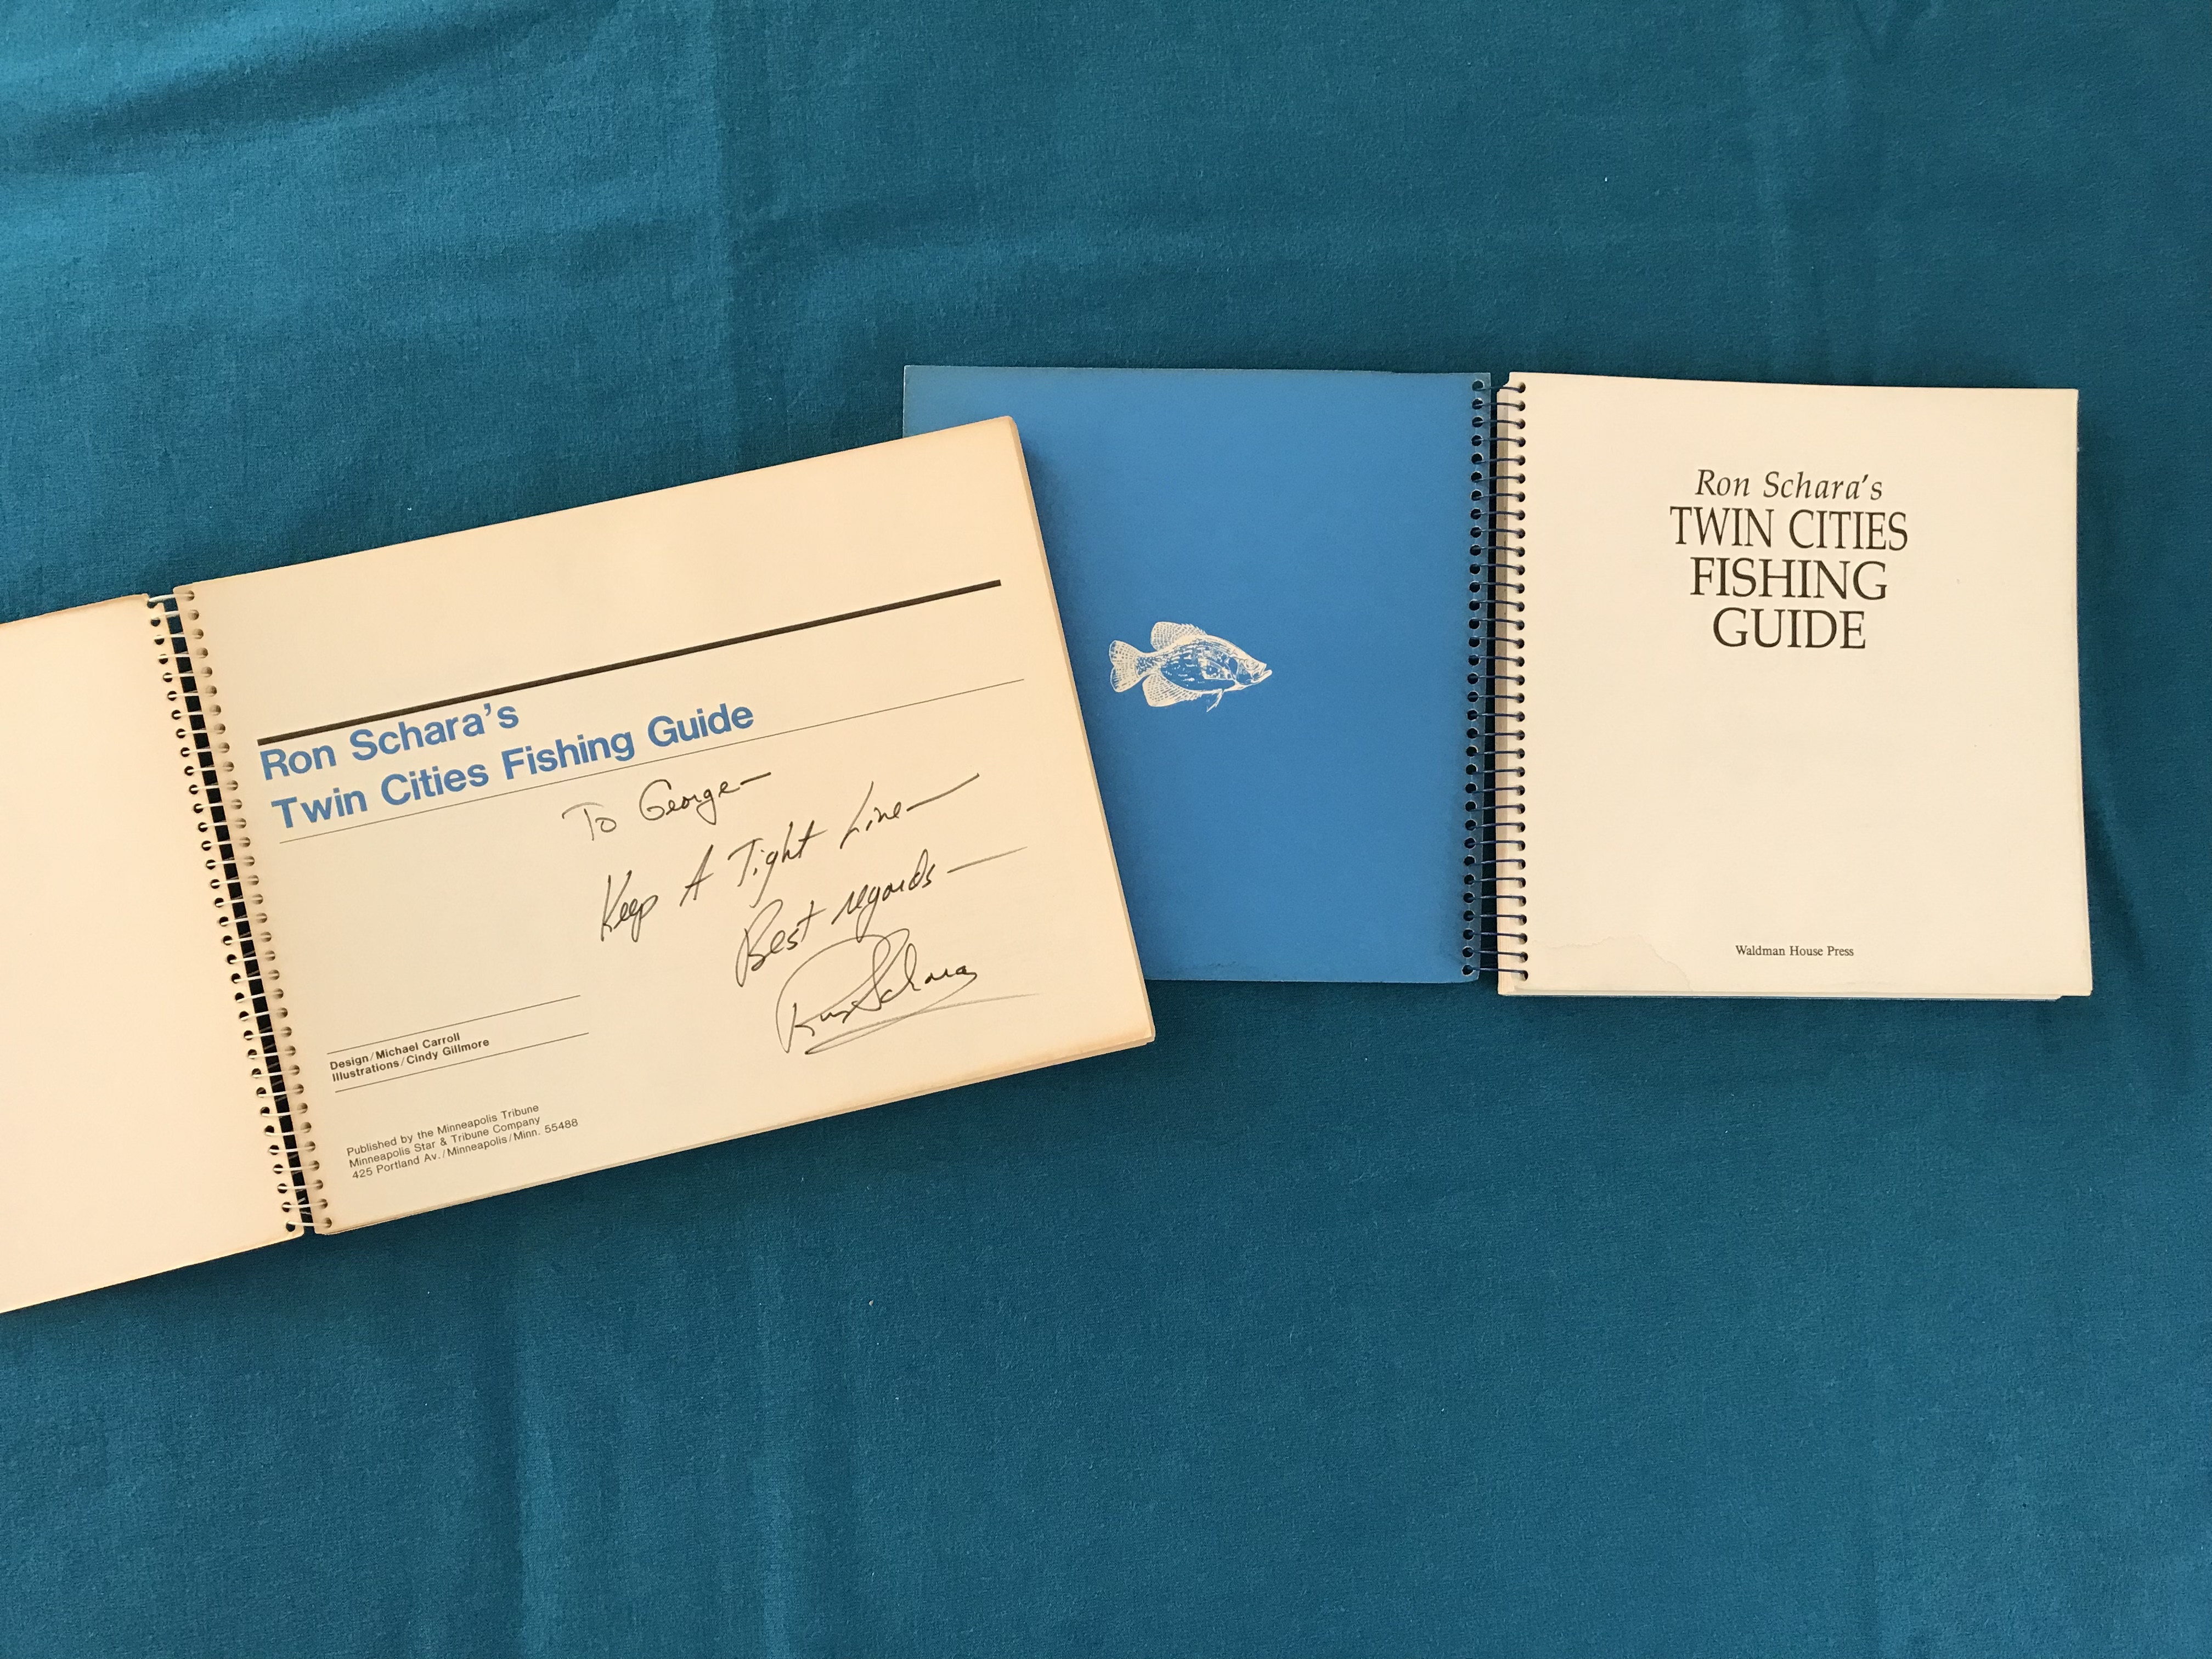 Ron Schara's
Twin Cities Fishing Guide
To George—
Keep A Tight Line—
Best regards—
Ron Schara
Design/Michael Carroll
Illustrations/Cindy Gillmore
Published by the Minneapolis Tribune
Minneapolis Star & Tribune Company
425 Portland Av./Minneapolis/Minn. 55488
Ron Schara's
TWIN CITIES
FISHING
GUIDE
Waldman House Press